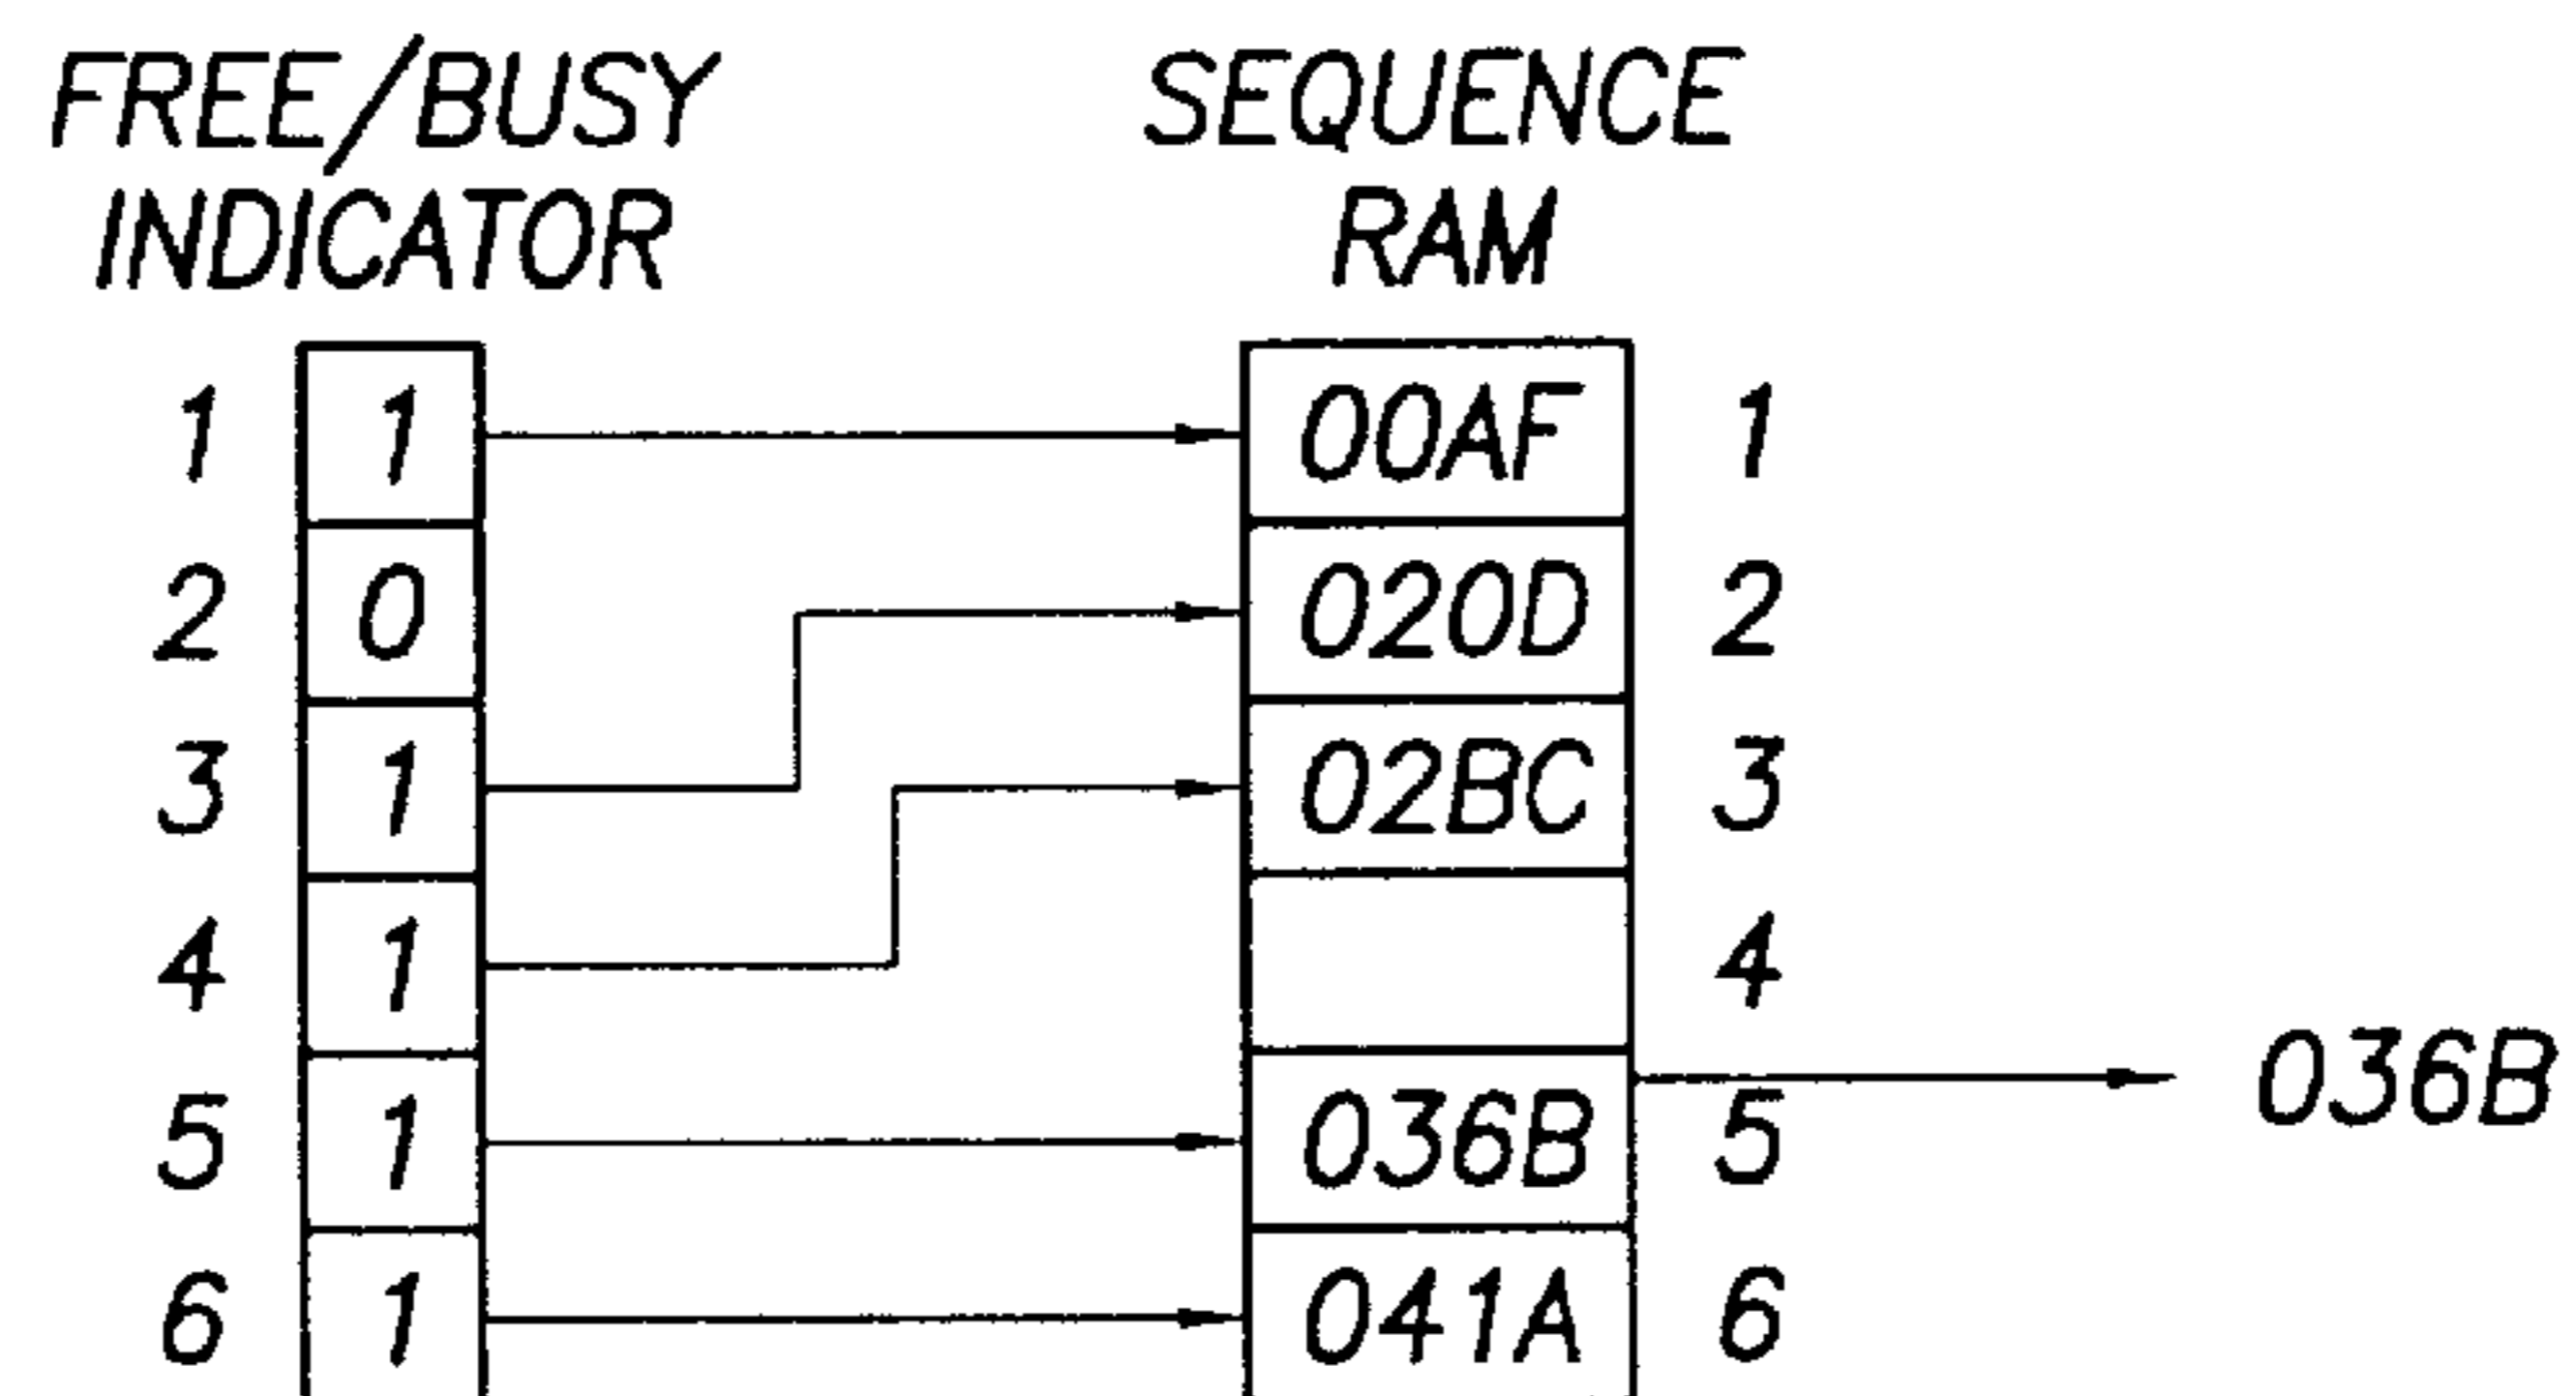 FREE/BUSY
INDICATOR
SEQUENCE
RAM
1 1 00AF 1
2 0 020D 2
3 1 02BC 3
4 1 4
036B
5 1 036B 5
6 1 041A 6